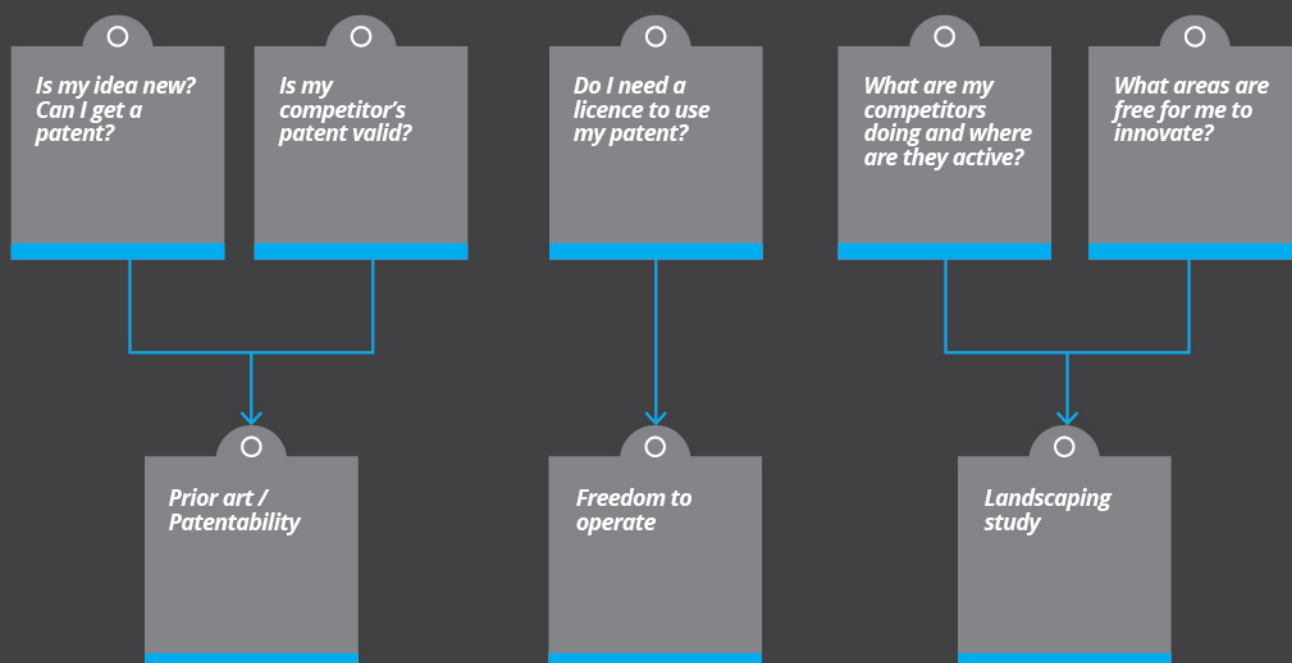 Is my idea new?
Can I get a
patent?
Is my
competitor's
patent valid?
Do I need a
licence to use
my patent?
What are my
competitors
doing and where
are they active?
What areas are
free for me to
innovate?
Prior art /
Patentability
Freedom to
operate
Landscaping
study